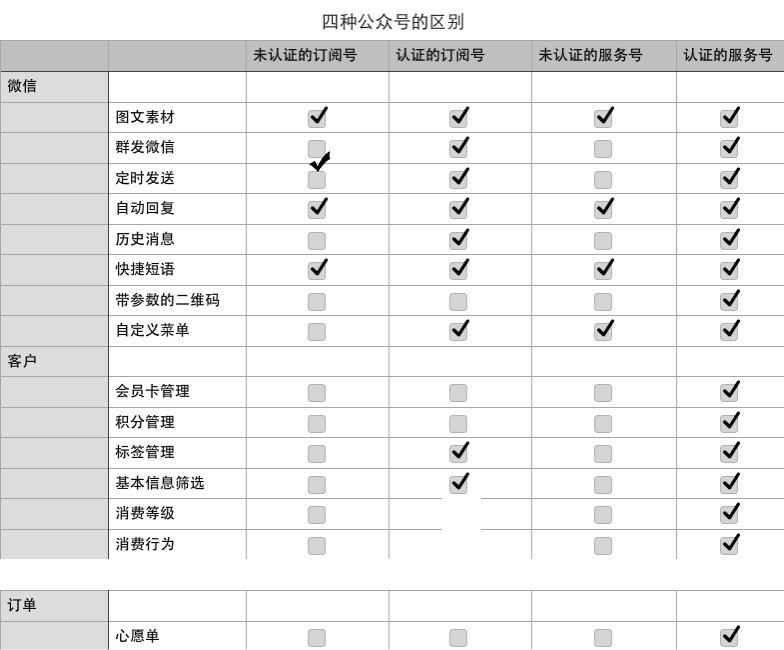 四种公众号的区别
未认证的订阅号 认证的订阅号 未认证的服务号 认证的服务号
微信
图文素材
群发微信
定时发送
自动回复
历史消息
快捷短语
带参数的二维码
自定义菜单
客户
会员卡管理
积分管理
标签管理
基本信息筛选
消费等级
消费行为
订单
心愿单